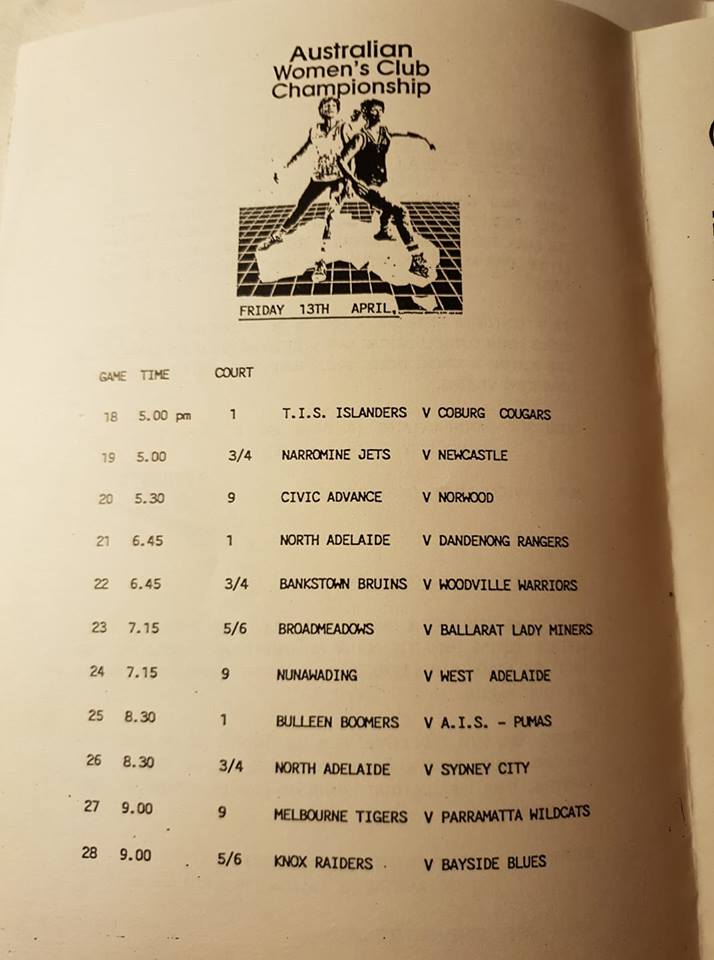 Australian
Women's Club
Championship
FRIDAY 13TH APRIL,
GAME TIME COURT
18 5.00 pm 1 T.I.S. ISLANDERS V COBURG COUGARS
19 5.00 3/4 NARROMINE JETS V NEWCASTLE
20 5.30 9 CIVIC ADVANCE V NORWOOD
21 6.45 1 NORTH ADELAIDE V DANDENONG RANGERS
22 6.45 3/4 BANKSTOWN BRUINS V WOODVILLE WARRIORS
23 7.15 5/6 BROADMEADOWS V BALLARAT LADY MINERS
24 7.15 9 NUNAWADING V WEST ADELAIDE
25 8.30 1 BULLEEN BOOMERS V A.I.S. - PUMAS
26 8.30 3/4 NORTH ADELAIDE V SYDNEY CITY
27 9.00 9 MELBOURNE TIGERS V PARRAMATTA WILDCATS
28 9.00 5/6 KNOX RAIDERS V BAYSIDE BLUES